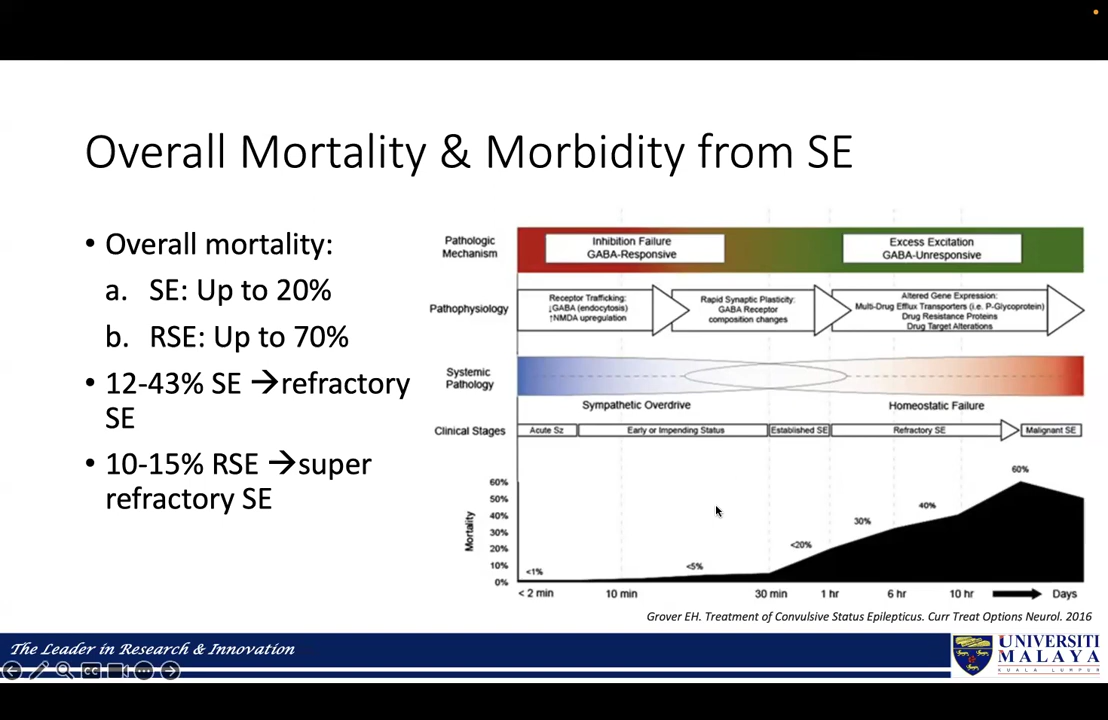 Overall Mortality & Morbidity from SE
• Overall mortality:
a. SE: Up to 20%
b. RSE: Up to 70%
• 12-43% SE →refractory
SE
• 10-15% RSE →super
refractory SE
Pathologic
Mechanism
Inhibition Failure
GABA-Responsive
Excess Excitation
GABA-Unresponsive
Pathophysiology
Receptor Trafficking:
↓GABA (endocytosis)
↑NMDA upregulation
Rapid Synaptic Plasticity:
GABA Receptor
composition changes
Altered Gene Expression:
Multi-Drug Efflux Transporters (i.e. P-Glycoprotein)
Drug Resistance Proteins
Drug Target Alterations
Systemic
Pathology
Sympathetic Overdrive
Homeostatic Failure
Clinical Stages
Acute Sz
Early or Impending Status
Established SE
Refractory SE
Malignant SE
Mortality
60%
50%
40%
30%
20%
10%
0%
<1%
<5%
<20%
30%
40%
60%
< 2 min
10 min
30 min
1 hr
6 hr
10 hr
Days
Grover EH. Treatment of Convulsive Status Epilepticus. Curr Treat Options Neurol. 2016
The Leader in Research & Innovation
CC
UNIVERSITI
MALAYA
KUALA LUMPUR